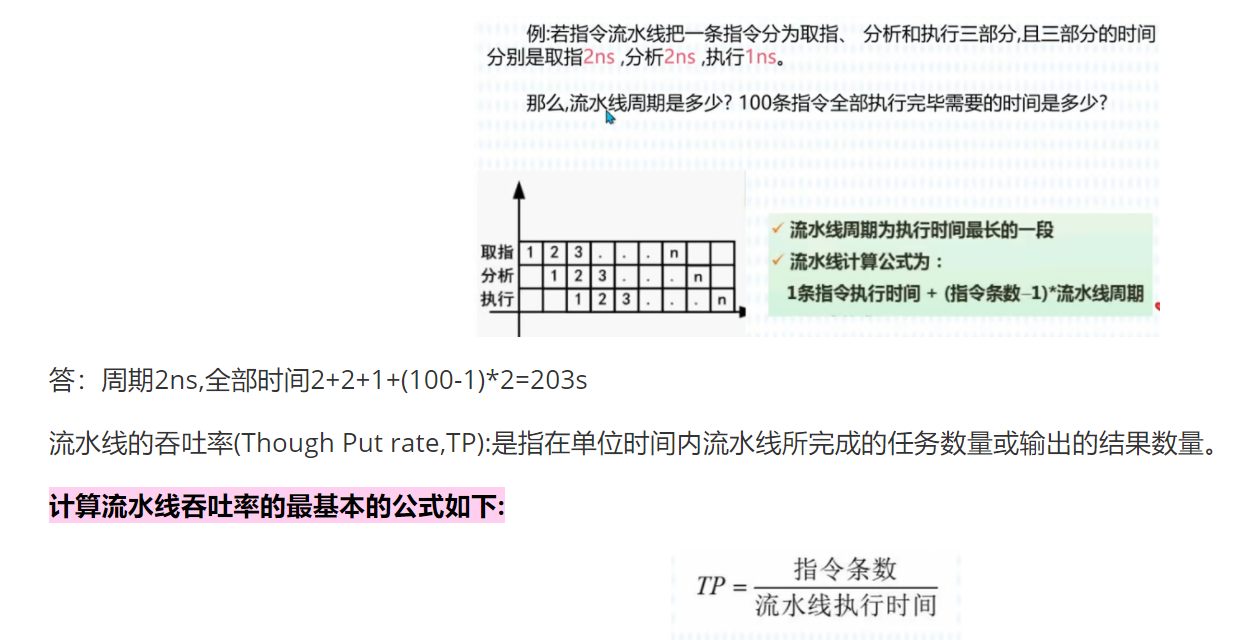 例:若指令流水线把一条指令分为取指、 分析和执行三部分,且三部分的时间
分别是取指2ns ,分析2ns ,执行1ns。
那么,流水线周期是多少? 100条指令全部执行完毕需要的时间是多少?
取指 1 2 3 . . . n
分析 1 2 3 . . . n
执行 1 2 3 . . . n
✓ 流水线周期为执行时间最长的一段
✓ 流水线计算公式为：
1条指令执行时间 + (指令条数–1)*流水线周期
答：周期2ns,全部时间2+2+1+(100-1)*2=203s
流水线的吞吐率(Though Put rate,TP):是指在单位时间内流水线所完成的任务数量或输出的结果数量。
计算流水线吞吐率的最基本的公式如下:
TP = 指令条数
流水线执行时间